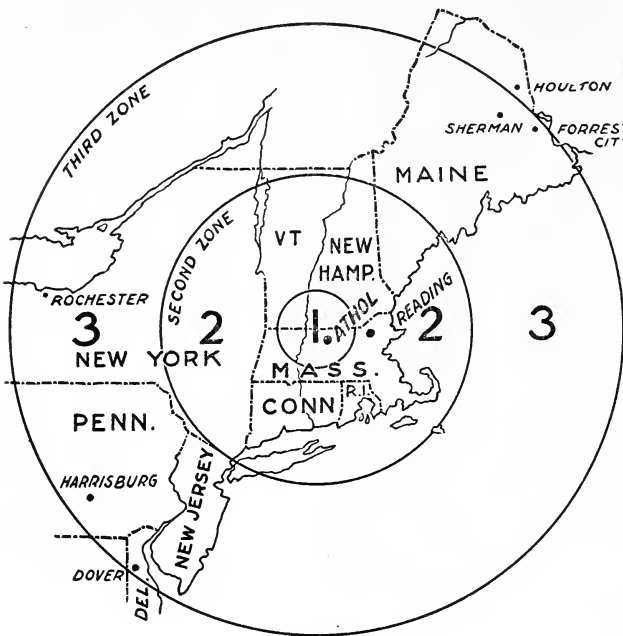 THIRD ZONE
HOULTON
SHERMAN
FORREST
CITY
MAINE
SECOND ZONE
VT
NEW
HAMP.
ROCHESTER
3
2
1
ATHOL
READING
2
3
NEW YORK
MASS.
R.I.
CONN
PENN.
HARRISBURG
NEW JERSEY
DOVER
DEL.